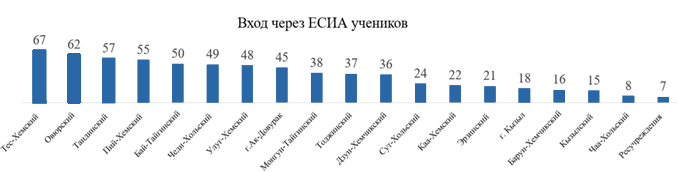 Вход через ЕСИА учеников
67 62 57 55 50 49 48 45 38 37 36 24 22 21 18 16 15 8 7
Тес-Хемский
Овюрский
Тандинский
Пий-Хемский
Бай-Тайгинский
Чеди-Хольский
Улуг-Хемский
г.Ак-Довурак
Монгун-Тайгинский
Тоджинский
Дзун-Хемчикский
Сут-Хольский
Каа-Хемский
Эрзинский
г. Кызыл
Барун-Хемчикский
Кызылский
Чаа-Хольский
Ресучреждения